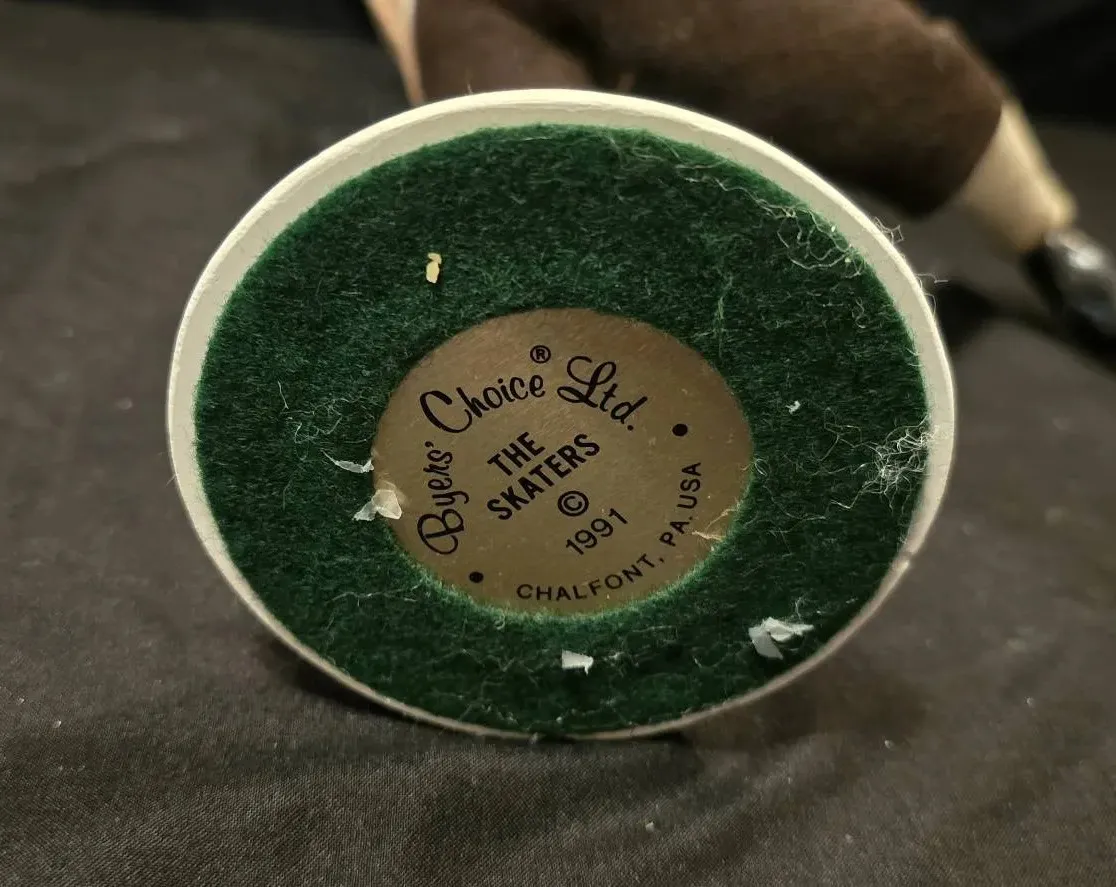 Byers' Choice® Ltd.
THE
SKATERS
©
1991
CHALFONT, PA. USA